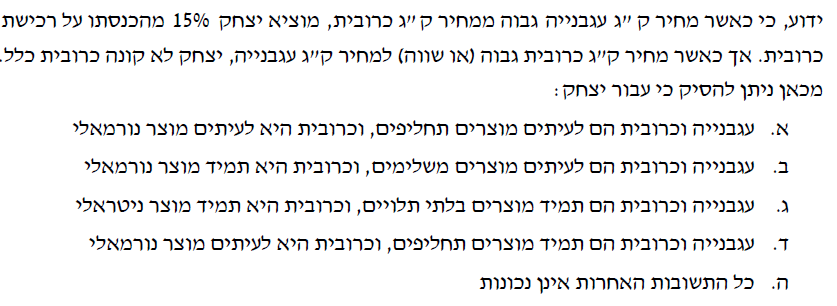 ידוע, כי כאשר מחיר ק״ג עגבנייה גבוה ממחיר ק״ג כרובית, מוציא יצחק 15% מהכנסתו על רכישת
כרובית. אך כאשר מחיר ק״ג כרובית גבוה (או שווה) למחיר ק״ג עגבנייה, יצחק לא קונה כרובית כלל.
מכאן ניתן להסיק כי עבור יצחק:
א. עגבנייה וכרובית הם לעיתים מוצרים תחליפים, וכרובית היא לעיתים מוצר נורמאלי
ב. עגבנייה וכרובית הם לעיתים מוצרים משלימים, וכרובית היא תמיד מוצר נורמאלי
ג. עגבנייה וכרובית הם תמיד מוצרים בלתי תלויים, וכרובית היא תמיד מוצר ניטראלי
ד. עגבנייה וכרובית הם תמיד מוצרים תחליפים, וכרובית היא לעיתים מוצר נורמאלי
ה. כל התשובות האחרות אינן נכונות